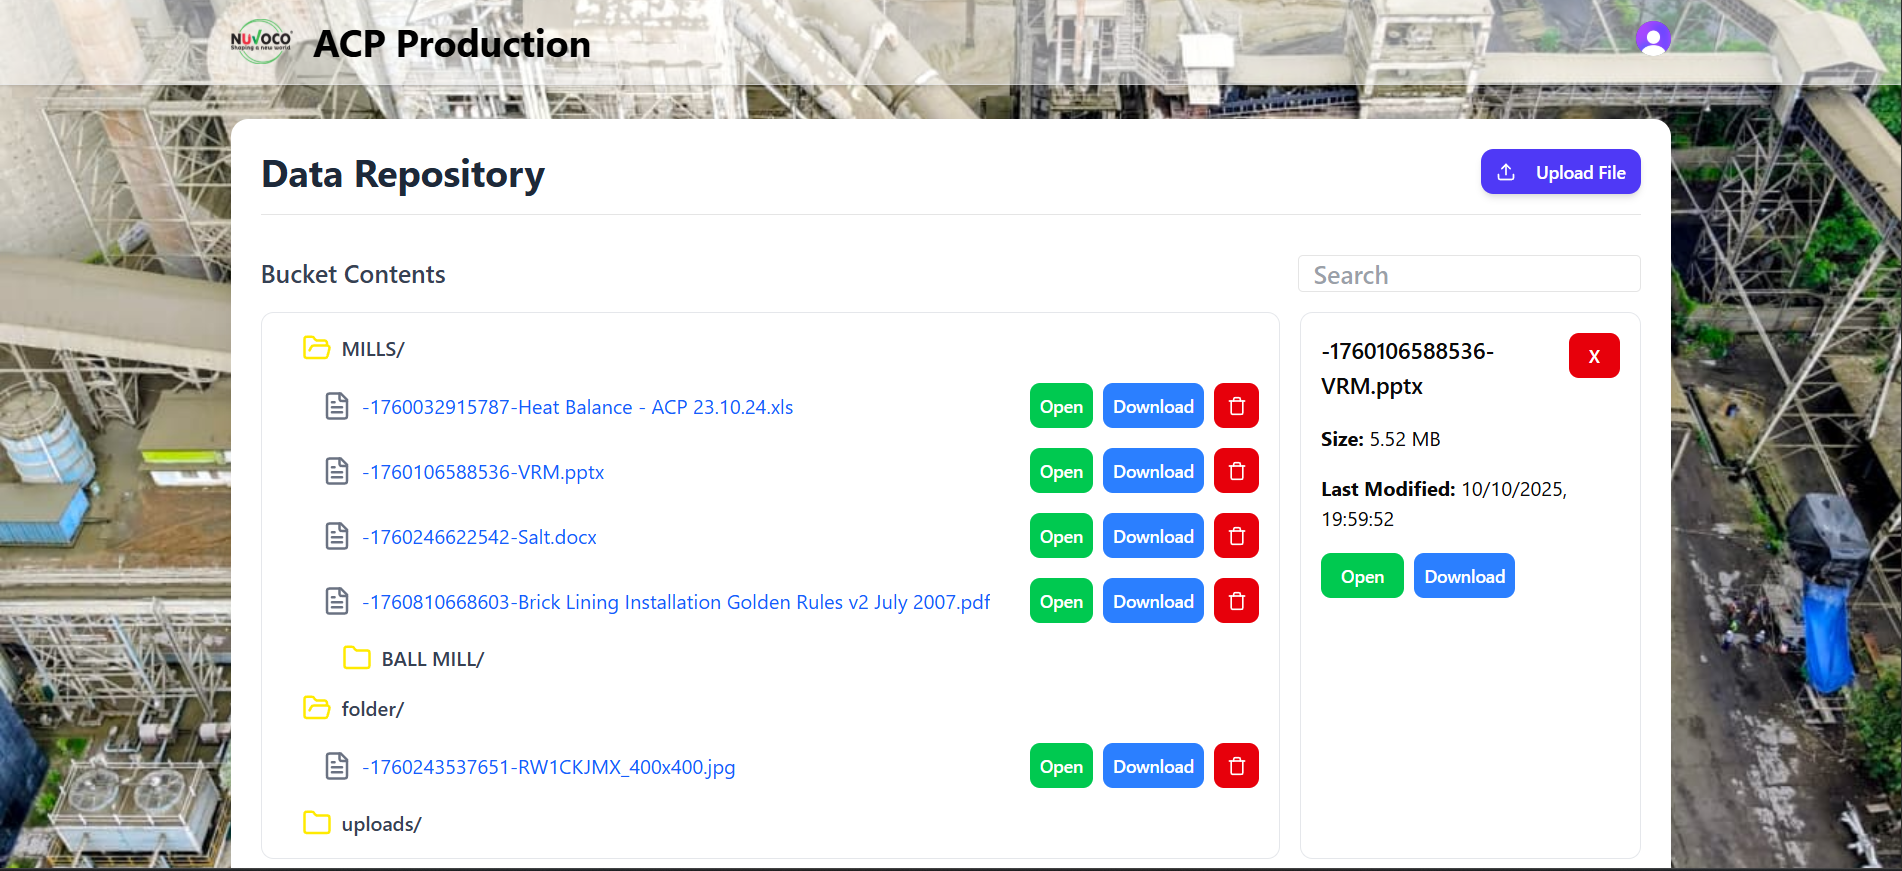 NUVOCO
Shaping a new world
ACP Production
Data Repository
Upload File
Bucket Contents
Search
MILLS/
-1760032915787-Heat Balance - ACP 23.10.24.xls
Open
Download
-1760106588536-VRM.pptx
Open
Download
-1760246622542-Salt.docx
Open
Download
-1760810668603-Brick Lining Installation Golden Rules v2 July 2007.pdf
Open
Download
BALL MILL/
folder/
-1760243537651-RW1CKJMX_400x400.jpg
Open
Download
uploads/
-1760106588536-
VRM.pptx
X
Size: 5.52 MB
Last Modified: 10/10/2025,
19:59:52
Open
Download